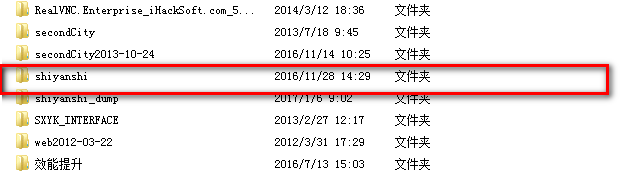 RealVNC.Enterprise_iHackSoft.com_5... 2014/3/12 18:36 文件夹
secondCity 2013/7/18 9:45 文件夹
secondCity2013-10-24 2016/11/14 10:25 文件夹
shiyanshi 2016/11/28 14:29 文件夹
shiyanshi_dump 2017/1/6 9:02 文件夹
SXYK_INTERFACE 2013/2/27 12:17 文件夹
web2012-03-22 2012/3/31 17:29 文件夹
效能提升 2016/7/13 15:03 文件夹